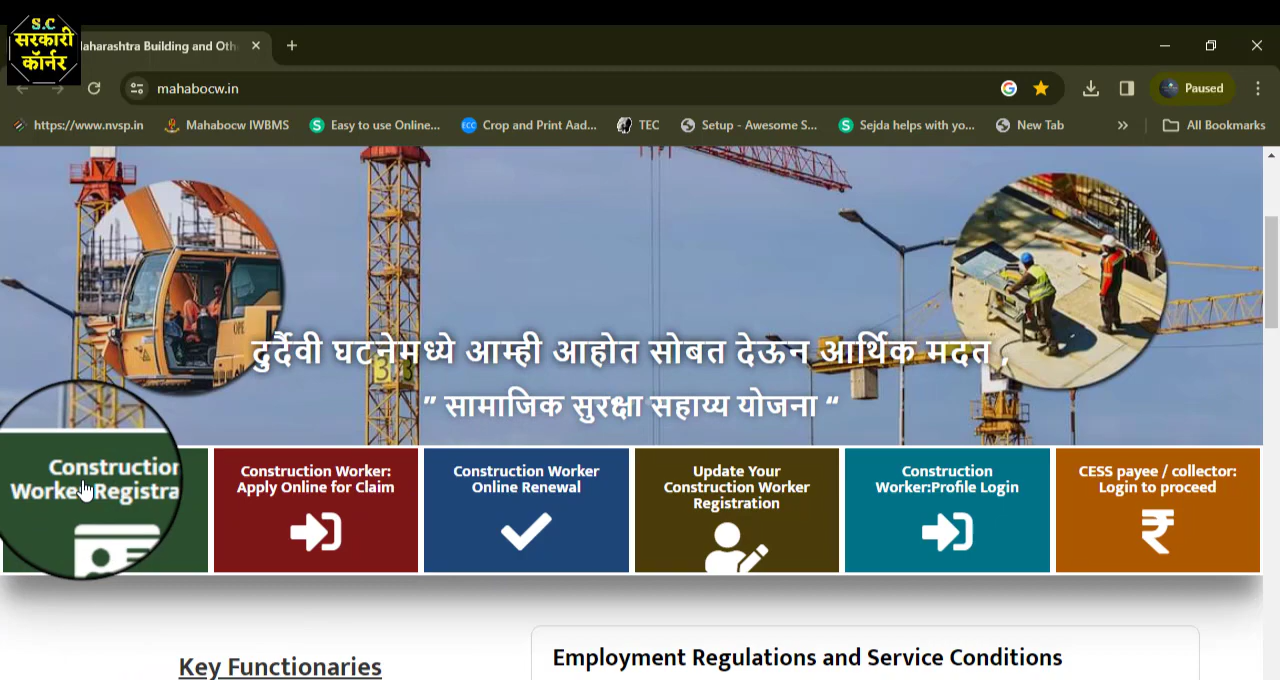 S.C
सरकारी
कॉर्नर
aharashtra Building and Oth
mahabocw.in
Paused
https://www.nvsp.in
Mahabocw IWBMS
Easy to use Online...
Crop and Print Aad...
TEC
Setup - Awesome S...
Sejda helps with yo...
New Tab
All Bookmarks
OPE
दुर्दैवी घटनेमध्ये आम्ही आहोत सोबत देऊन आर्थिक मदत ,
” सामाजिक सुरक्षा सहाय्य योजना “
Construction
Worker Registra
Construction Worker:
Apply Online for Claim
Construction Worker
Online Renewal
Update Your
Construction Worker
Registration
Construction
Worker:Profile Login
CESS payee / collector:
Login to proceed
Key Functionaries
Employment Regulations and Service Conditions